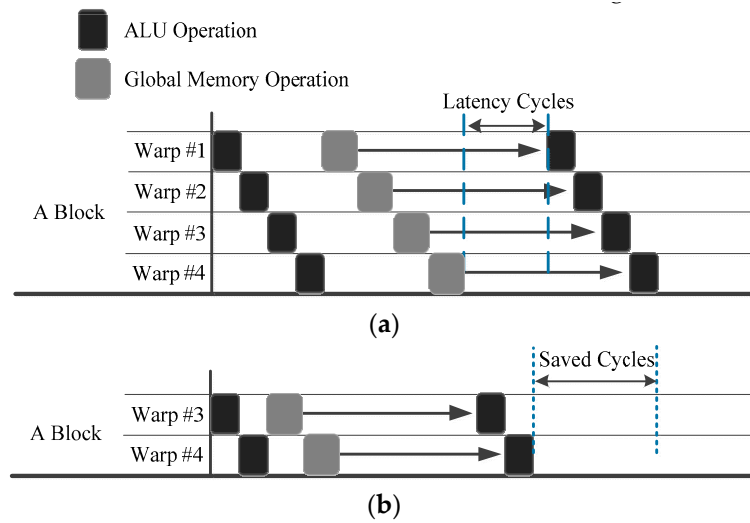 ALU Operation
Global Memory Operation
Latency Cycles
Warp #1
Warp #2
A Block
Warp #3
Warp #4
(a)
Saved Cycles
Warp #3
A Block
Warp #4
(b)